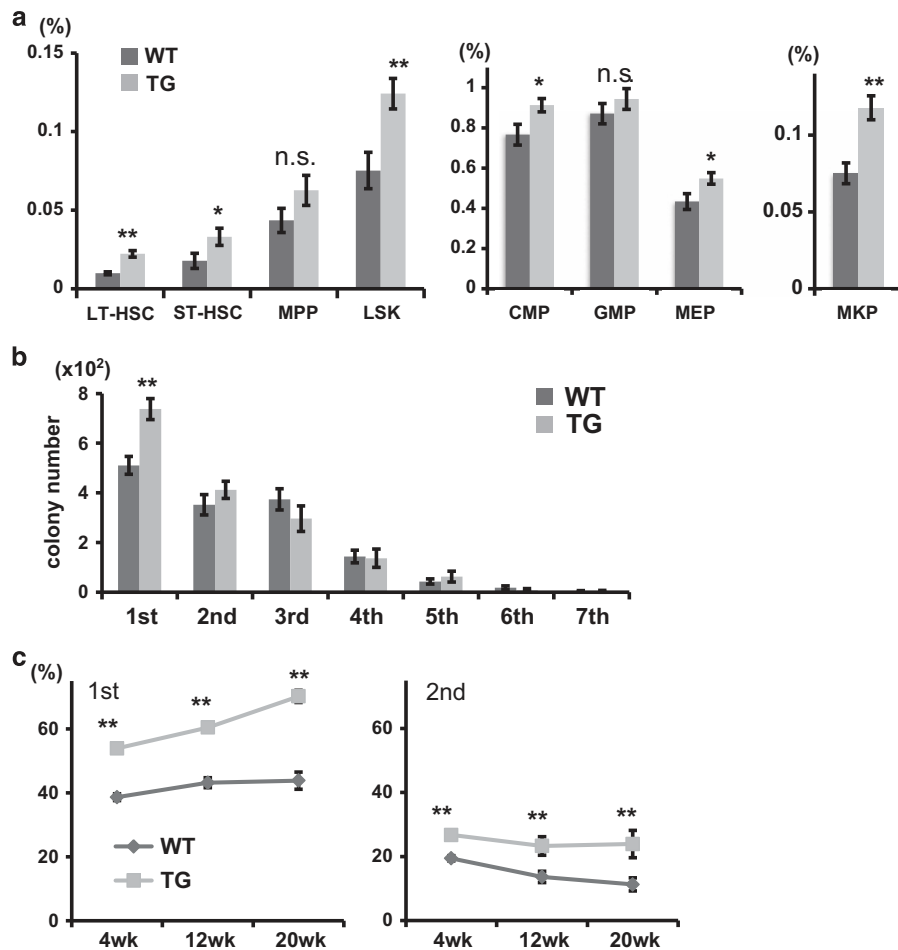 a
(%)
0.15
0.1
0.05
0
WT
TG
** * n.s. **
LT-HSC ST-HSC MPP LSK
(%)
1
0.8
0.6
0.4
0.2
0
* n.s. *
CMP GMP MEP
(%)
0.1
0.05
0
**
MKP
b
(x10²)
colony number
8
6
4
2
0
**
WT
TG
1st 2nd 3rd 4th 5th 6th 7th
c
(%)
60
40
20
0
1st
** ** **
WT
TG
4wk 12wk 20wk
2nd
60
40
20
0
** ** **
4wk 12wk 20wk